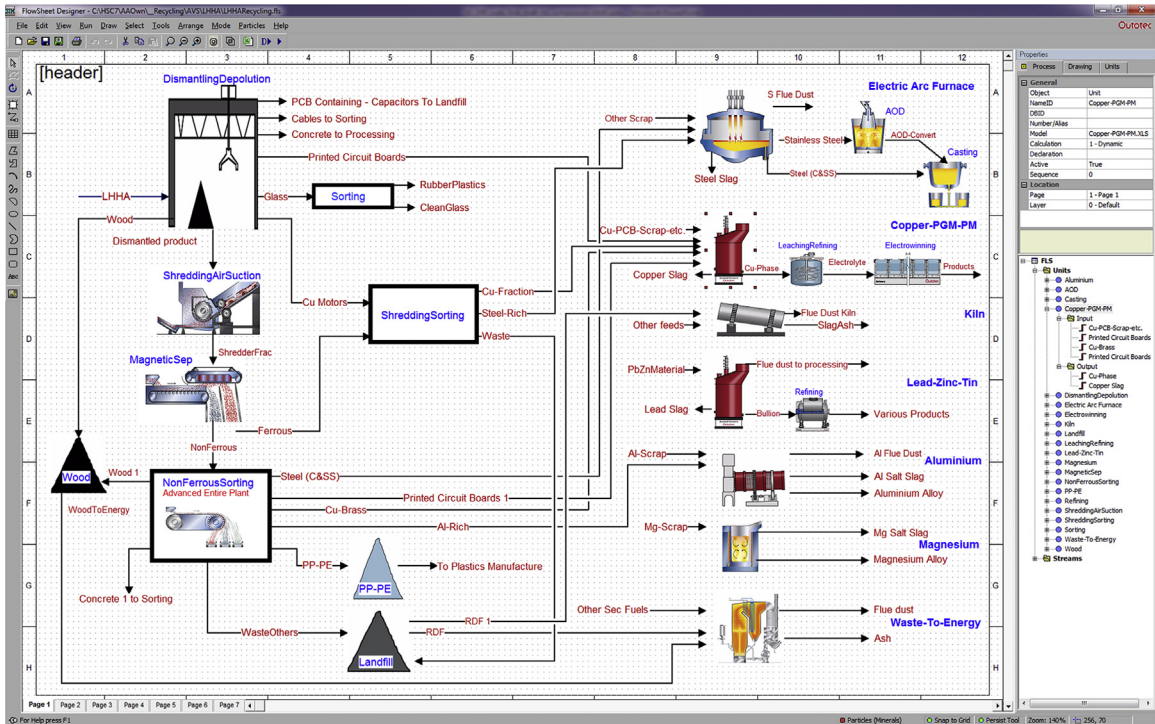 FlowSheet Designer - C:\HSC7\AAOwn\__Recycling\AVS\LHHA\LHHARecycling.fls
File Edit View Run Draw Select Tools Arrange Mode Particles Help
Outotec
1 2 3 4 5 6 7 8 9 10 11 12
[header]
DismantlingDepolution
PCB Containing - Capacitors To Landfill
Cables to Sorting
Concrete to Processing
Printed Circuit Boards
LHHA
Wood
Glass
Sorting
RubberPlastics
CleanGlass
Dismantled product
ShreddingAirSuction
Cu Motors
ShreddingSorting
Cu-Fraction
Steel-Rich
Waste
ShredderFrac
MagneticSep
Ferrous
NonFerrous
Wood
Wood 1
WoodToEnergy
NonFerrousSorting
Advanced Entire Plant
Steel (C&SS)
Printed Circuit Boards 1
Cu-Brass
Al-Rich
PP-PE
PP-PE
To Plastics Manufacture
Concrete 1 to Sorting
WasteOthers
Landfill
RDF 1
RDF
Electric Arc Furnace
S Flue Dust
Other Scrap
AOD
Stainless Steel
AOD-Convert
Casting
Steel (C&SS)
Steel Slag
Copper-PGM-PM
Cu-PCB-Scrap-etc.
LeachingRefining
Electrowinning
Cu-Phase
Electrolyte
Products
Copper Slag
Kiln
Flue Dust Kiln
Other feeds
SlagAsh
Lead-Zinc-Tin
PbZnMaterial
Flue dust to processing
Refining
Lead Slag
Bullion
Various Products
Aluminium
Al-Scrap
Al Flue Dust
Al Salt Slag
Aluminium Alloy
Mg-Scrap
Mg Salt Slag
Magnesium
Magnesium Alloy
Other Sec Fuels
Flue dust
Waste-To-Energy
Ash
A
B
C
D
E
F
G
H
A
B
C
D
E
F
G
H
Properties
Process Drawing Units
General
Object Unit
NameID Copper-PGM-PM
DBID
Number/Alias
Model Copper-PGM-PM.XLS
Calculation 1 - Dynamic
Declaration
Active True
Sequence 0
Location
Page 1 - Page 1
Layer 0 - Default
FLS
Units
Aluminium
AOD
Casting
Copper-PGM-PM
Input
Cu-PCB-Scrap-etc.
Printed Circuit Boards
Cu-Brass
Printed Circuit Boards
Output
Cu-Phase
Copper Slag
DismantlingDepolution
Electric Arc Furnace
Electrowinning
Kiln
Landfill
LeachingRefining
Lead-Zinc-Tin
Magnesium
MagneticSep
NonFerrousSorting
PP-PE
Refining
ShreddingAirSuction
ShreddingSorting
Sorting
Waste-To-Energy
Wood
Streams
Page 1 Page 2 Page 3 Page 4 Page 5 Page 6 Page 7
For Help press F1
Particles (Minerals) Snap to Grid Persist Tool Zoom: 140% 256, 70